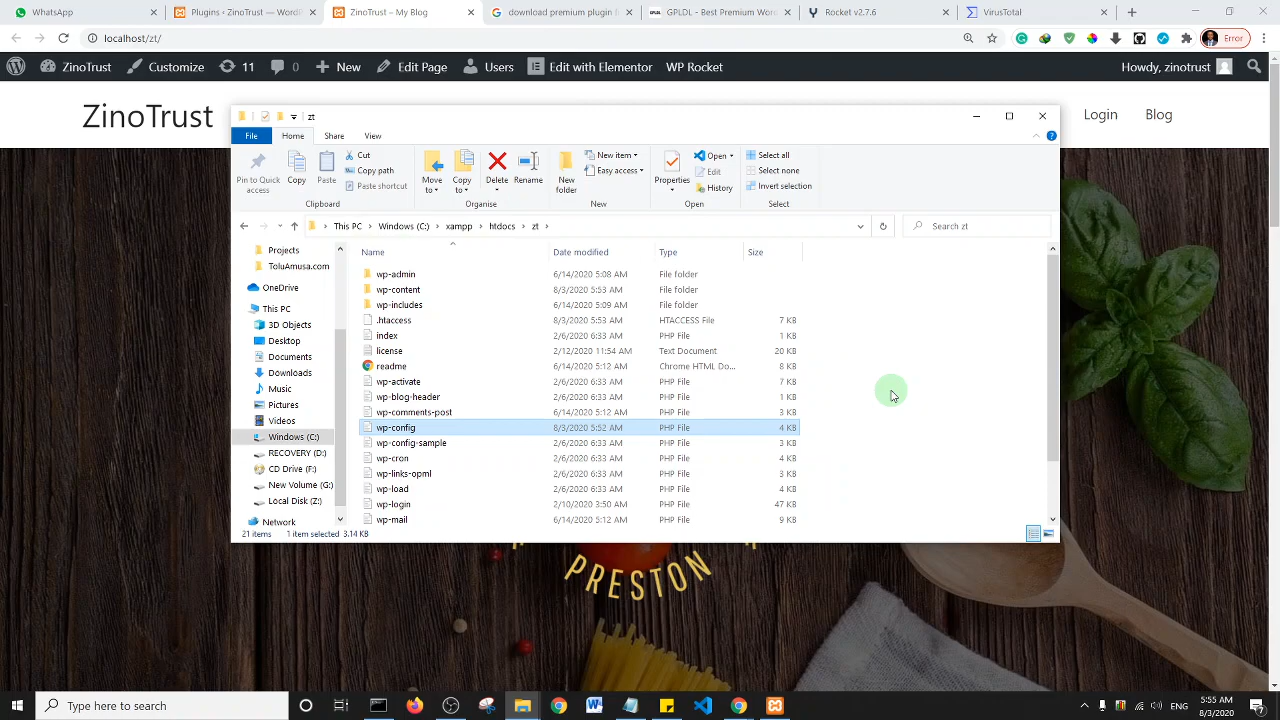 WhatsApp
Plugins ‹ ZinoTrust — WordPr
ZinoTrust – My Blog
download premium plugin f
GPLDL - Best Premium Wor
Rocket v2.7.6
VirusTotal
localhost/zt/
Error
ZinoTrust
Customize
11
0
New
Edit Page
Users
Edit with Elementor
WP Rocket
Howdy, zinotrust
ZinoTrust
Login
Blog
zt
File
Home
Share
View
Pin to Quick
access
Copy
Paste
Cut
Copy path
Paste shortcut
Clipboard
Move
to
Copy
to
Delete
Rename
Organise
New
folder
New item
Easy access
New
Properties
Open
Edit
History
Open
Select all
Select none
Invert selection
Select
This PC
Windows (C:)
xampp
htdocs
zt
Search zt
Projects
ToluAmusa.com
OneDrive
This PC
3D Objects
Desktop
Documents
Downloads
Music
Pictures
Videos
Windows (C:)
RECOVERY (D:)
CD Drive (F:)
New Volume (G:)
Local Disk (Z:)
Network
Name Date modified Type Size
wp-admin 6/14/2020 5:08 AM File folder
wp-content 8/3/2020 5:53 AM File folder
wp-includes 6/14/2020 5:09 AM File folder
.htaccess 8/3/2020 5:53 AM HTACCESS File 7 KB
index 2/6/2020 6:33 AM PHP File 1 KB
license 2/12/2020 11:54 AM Text Document 20 KB
readme 6/14/2020 5:12 AM Chrome HTML Do... 8 KB
wp-activate 2/6/2020 6:33 AM PHP File 7 KB
wp-blog-header 2/6/2020 6:33 AM PHP File 1 KB
wp-comments-post 6/14/2020 5:12 AM PHP File 3 KB
wp-config 8/3/2020 5:52 AM PHP File 4 KB
wp-config-sample 2/6/2020 6:33 AM PHP File 3 KB
wp-cron 2/6/2020 6:33 AM PHP File 4 KB
wp-links-opml 2/6/2020 6:33 AM PHP File 3 KB
wp-load 2/6/2020 6:33 AM PHP File 4 KB
wp-login 2/10/2020 3:50 AM PHP File 47 KB
wp-mail 6/14/2020 5:12 AM PHP File 9 KB
21 items 1 item selected 3.14 KB
PRESTON
Type here to search
5:55 AM
8/3/2020